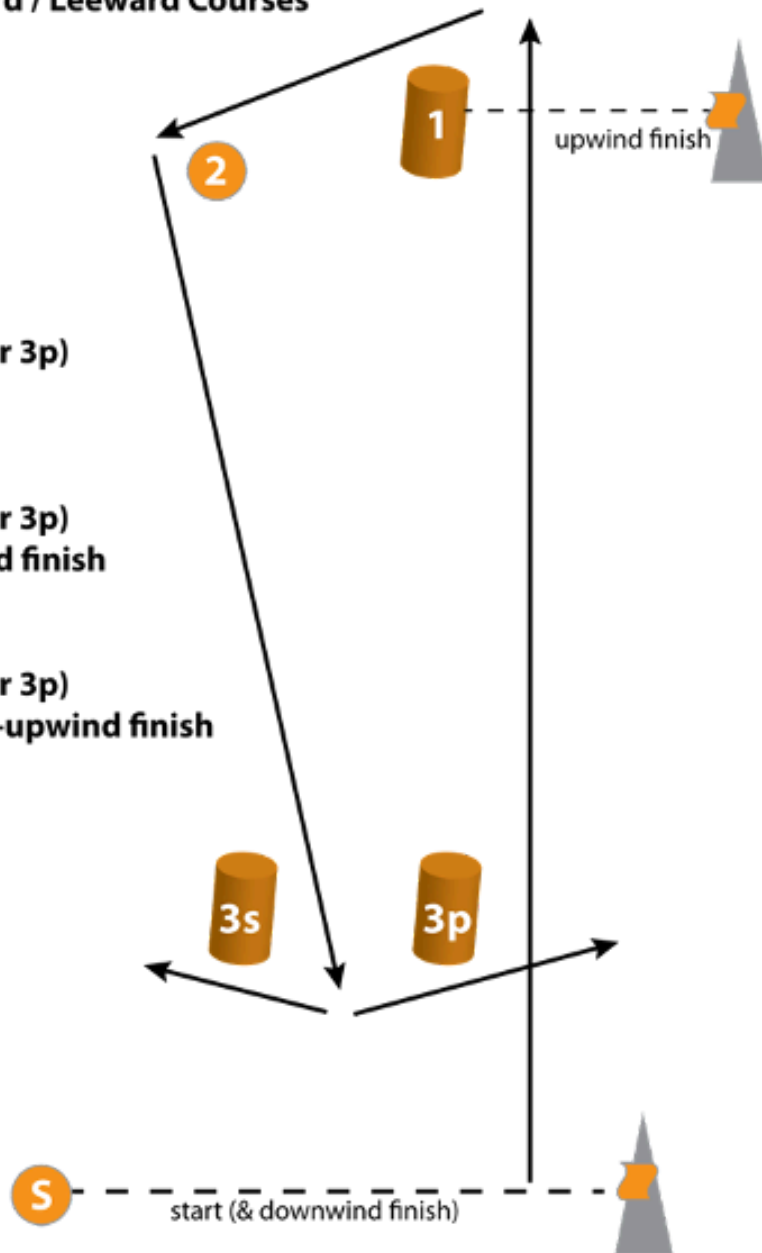 d / Leeward Courses
1
upwind finish
2
r 3p)
r 3p)
d finish
r 3p)
-upwind finish
3s
3p
S
start (& downwind finish)